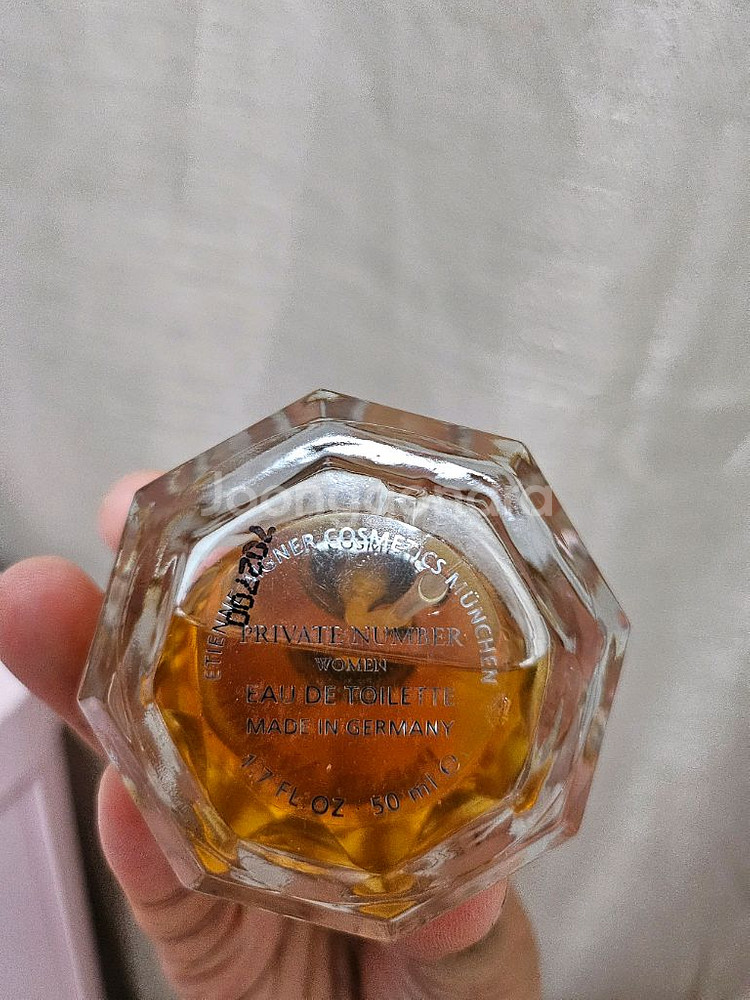 Joongonara
ETIENNE AIGNER COSMETICS MÜNCHEN
PRIVATE NUMBER
WOMEN
EAU DE TOILETTE
MADE IN GERMANY
1.7 FL OZ 50 ml ℮